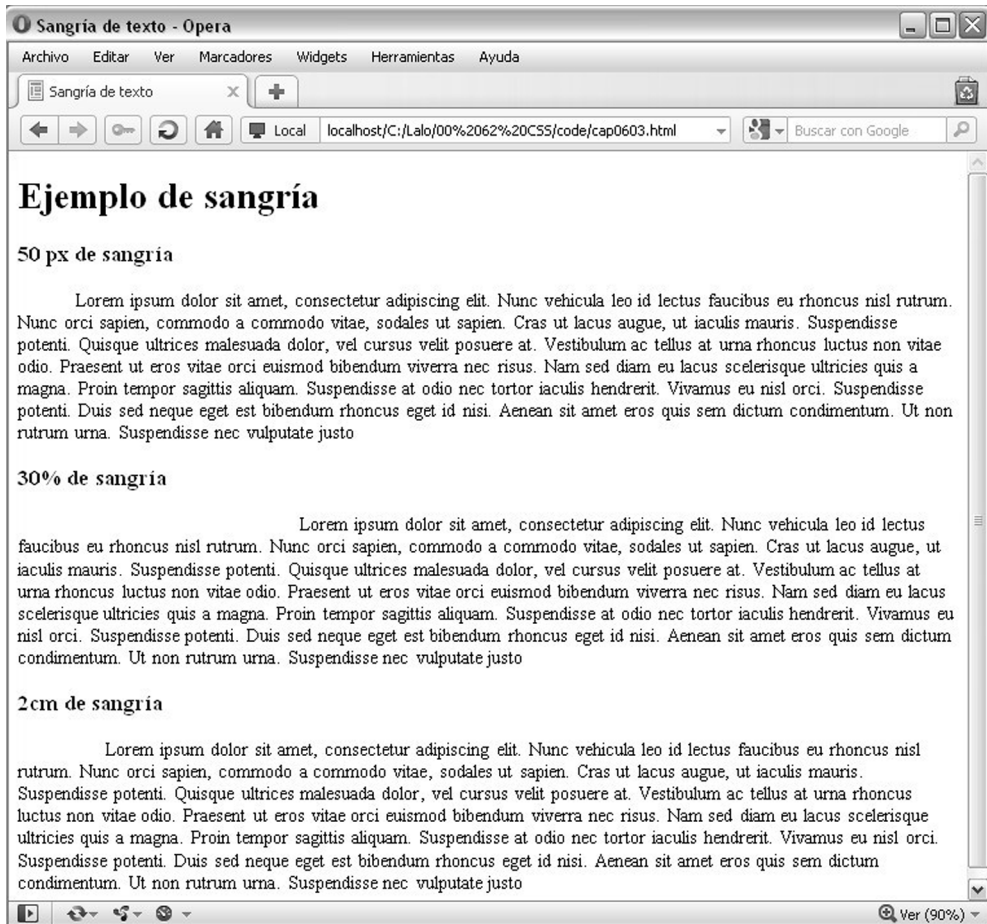 Sangría de texto - Opera
Archivo Editar Ver Marcadores Widgets Herramientas Ayuda
Sangría de texto
Local localhost/C:/Lalo/00%2062%20CSS/code/cap0603.html Buscar con Google
Ejemplo de sangría
50 px de sangría
Lorem ipsum dolor sit amet, consectetur adipiscing elit. Nunc vehicula leo id lectus faucibus eu rhoncus nisl rutrum.
Nunc orci sapien, commodo a commodo vitae, sodales ut sapien. Cras ut lacus augue, ut iaculis mauris. Suspendisse
potenti. Quisque ultrices malesuada dolor, vel cursus velit posuere at. Vestibulum ac tellus at urna rhoncus luctus non vitae
odio. Praesent ut eros vitae orci euismod bibendum viverra nec risus. Nam sed diam eu lacus scelerisque ultricies quis a
magna. Proin tempor sagittis aliquam. Suspendisse at odio nec tortor iaculis hendrerit. Vivamus eu nisl orci. Suspendisse
potenti. Duis sed neque eget est bibendum rhoncus eget id nisi. Aenean sit amet eros quis sem dictum condimentum. Ut non
rutrum urna. Suspendisse nec vulputate justo
30% de sangría
Lorem ipsum dolor sit amet, consectetur adipiscing elit. Nunc vehicula leo id lectus
faucibus eu rhoncus nisl rutrum. Nunc orci sapien, commodo a commodo vitae, sodales ut sapien. Cras ut lacus augue, ut
iaculis mauris. Suspendisse potenti. Quisque ultrices malesuada dolor, vel cursus velit posuere at. Vestibulum ac tellus at
urna rhoncus luctus non vitae odio. Praesent ut eros vitae orci euismod bibendum viverra nec risus. Nam sed diam eu lacus
scelerisque ultricies quis a magna. Proin tempor sagittis aliquam. Suspendisse at odio nec tortor iaculis hendrerit. Vivamus eu
nisl orci. Suspendisse potenti. Duis sed neque eget est bibendum rhoncus eget id nisi. Aenean sit amet eros quis sem dictum
condimentum. Ut non rutrum urna. Suspendisse nec vulputate justo
2cm de sangría
Lorem ipsum dolor sit amet, consectetur adipiscing elit. Nunc vehicula leo id lectus faucibus eu rhoncus nisl
rutrum. Nunc orci sapien, commodo a commodo vitae, sodales ut sapien. Cras ut lacus augue, ut iaculis mauris.
Suspendisse potenti. Quisque ultrices malesuada dolor, vel cursus velit posuere at. Vestibulum ac tellus at urna rhoncus
luctus non vitae odio. Praesent ut eros vitae orci euismod bibendum viverra nec risus. Nam sed diam eu lacus scelerisque
ultricies quis a magna. Proin tempor sagittis aliquam. Suspendisse at odio nec tortor iaculis hendrerit. Vivamus eu nisl orci.
Suspendisse potenti. Duis sed neque eget est bibendum rhoncus eget id nisi. Aenean sit amet eros quis sem dictum
condimentum. Ut non rutrum urna. Suspendisse nec vulputate justo
Ver (90%)